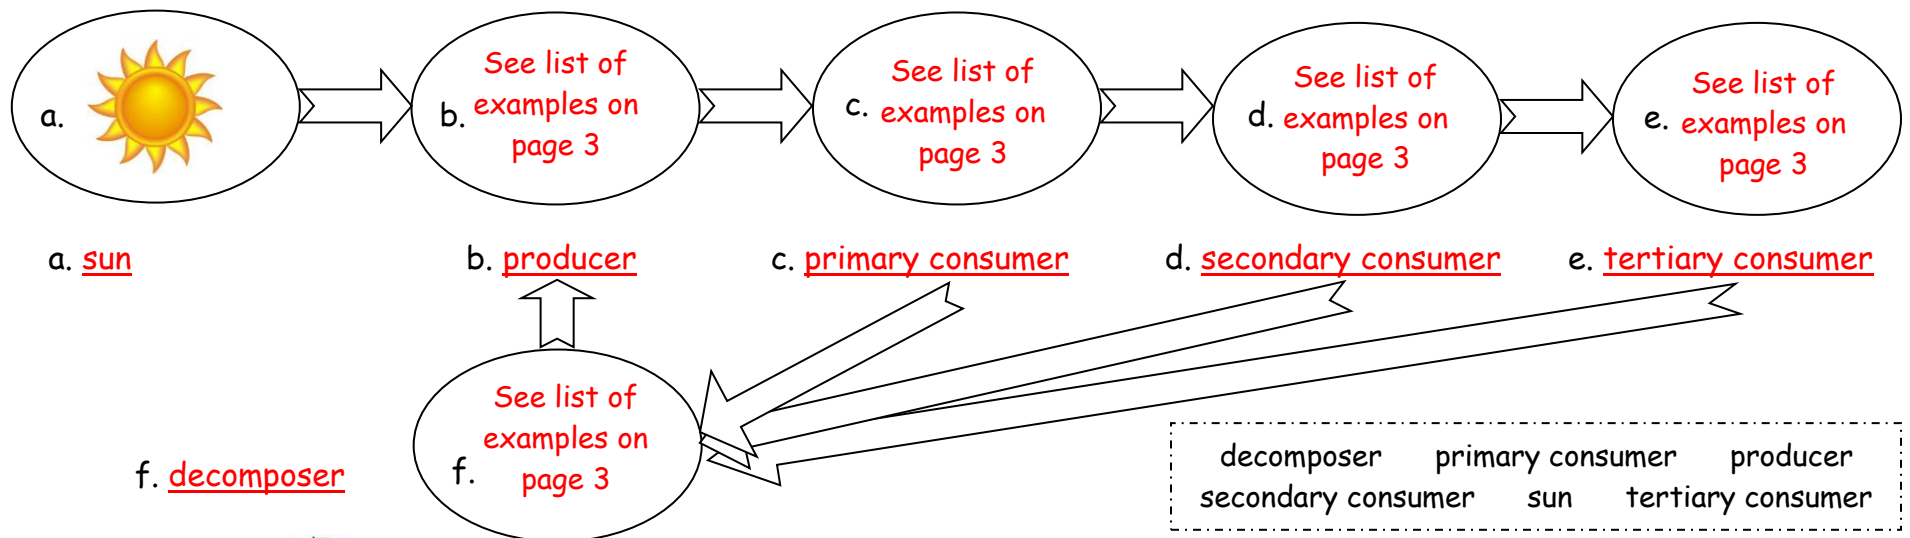 a.
b. See list of
examples on
page 3
c. See list of
examples on
page 3
d. See list of
examples on
page 3
e. See list of
examples on
page 3
a. sun
b. producer
c. primary consumer
d. secondary consumer
e. tertiary consumer
f. See list of
examples on
page 3
f. decomposer
decomposer primary consumer producer
secondary consumer sun tertiary consumer